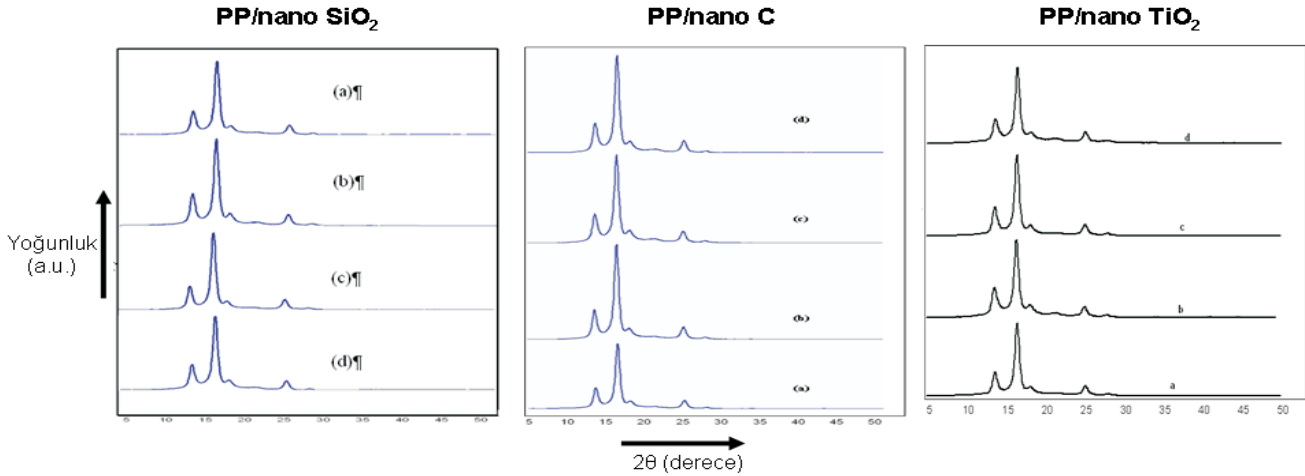 PP/nano SiO₂
PP/nano C
PP/nano TiO₂
Yoğunluk
(a.u.)
(a)¶
(b)¶
(c)¶
(d)¶
5 10 15 20 25 30 35 40 45 50
(d)
(c)
(b)
(a)
5 10 15 20 25 30 35 40 45 50
d
c
b
a
5 10 15 20 25 30 35 40 45 50
2θ (derece)